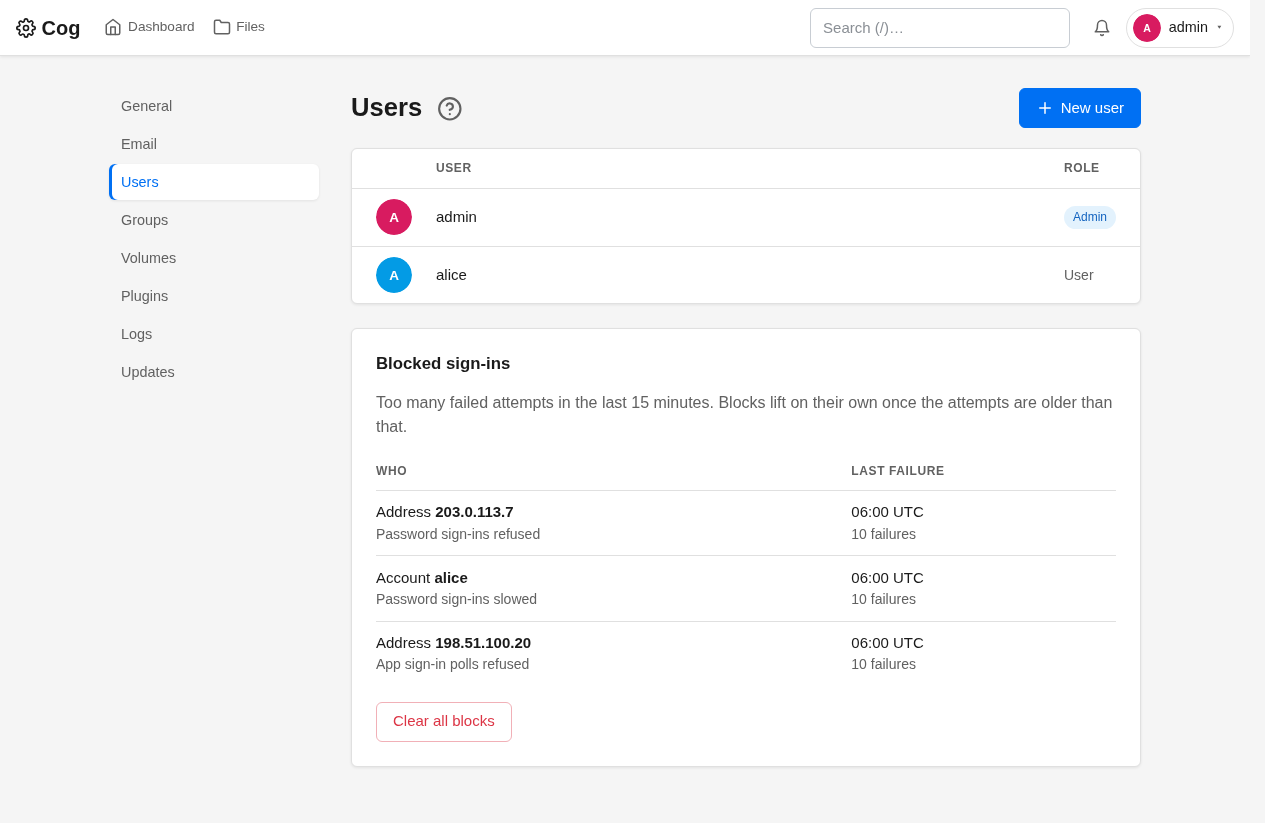 Cog
Dashboard
Files
Search (/)…
A
admin
General
Email
Users
Groups
Volumes
Plugins
Logs
Updates
Users
New user
USER ROLE
A admin Admin
A alice User
Blocked sign-ins
Too many failed attempts in the last 15 minutes. Blocks lift on their own once the attempts are older than
that.
WHO LAST FAILURE
Address 203.0.113.7 06:00 UTC
Password sign-ins refused 10 failures
Account alice 06:00 UTC
Password sign-ins slowed 10 failures
Address 198.51.100.20 06:00 UTC
App sign-in polls refused 10 failures
Clear all blocks